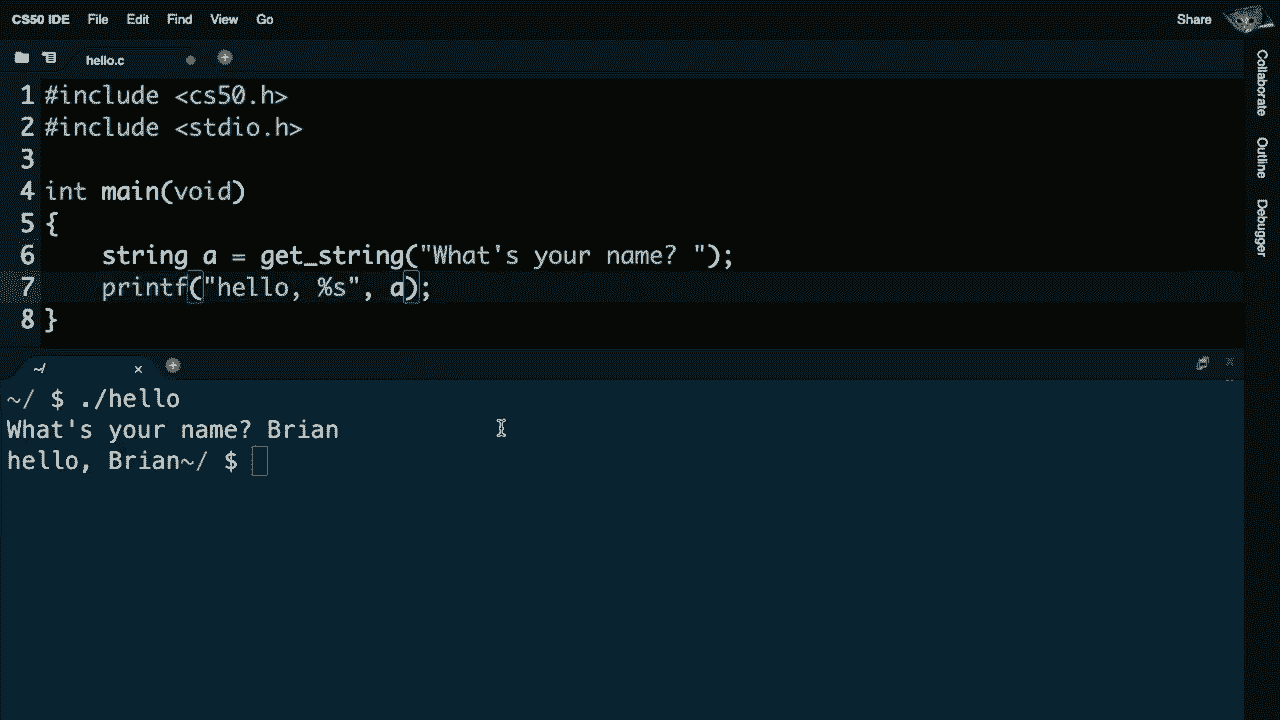 CS50 IDE File Edit Find View Go Share
hello.c
1 #include <cs50.h>
2 #include <stdio.h>
3
4 int main(void)
5 {
6     string a = get_string("What's your name? ");
7     printf("hello, %s", a);
8 }
~/
~/ $ ./hello
What's your name? Brian
hello, Brian~/ $
Collaborate
Outline
Debugger